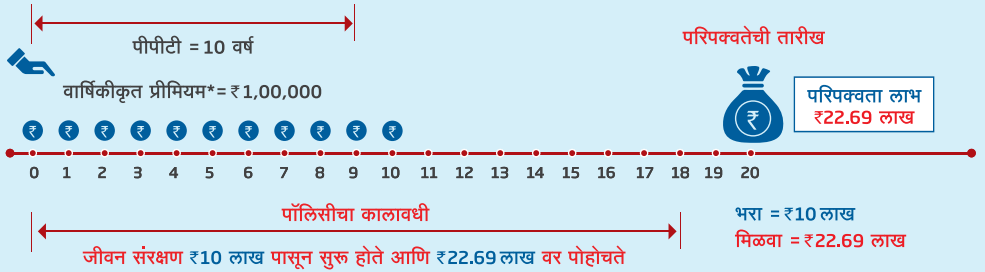 पीपीटी = 10 वर्ष
परिपक्वतेची तारीख
वार्षिकीकृत प्रीमियम*= ₹ 1,00,000
परिपक्वता लाभ
₹22.69 लाख
₹ ₹ ₹ ₹ ₹ ₹ ₹ ₹ ₹ ₹ ₹ ₹
0 1 2 3 4 5 6 7 8 9 10 11 12 13 14 15 16 17 18 19 20
पॉलिसीचा कालावधी
भरा = ₹10 लाख
जीवन संरक्षण ₹10 लाख पासून सुरू होते आणि ₹22.69 लाख वर पोहोचते
मिळवा = ₹22.69 लाख